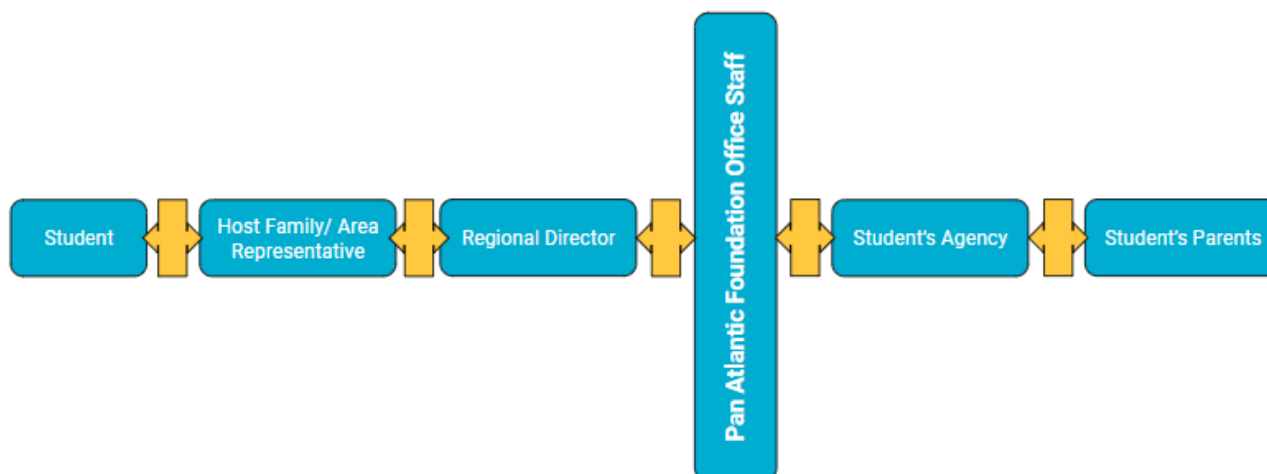 Student
Host Family/ Area
Representative
Regional Director
Pan Atlantic Foundation Office Staff
Student's Agency
Student's Parents